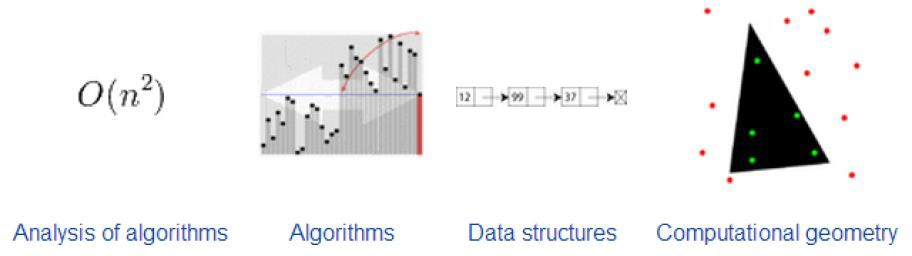 O(n²)
12 99 37
Analysis of algorithms
Algorithms
Data structures
Computational geometry